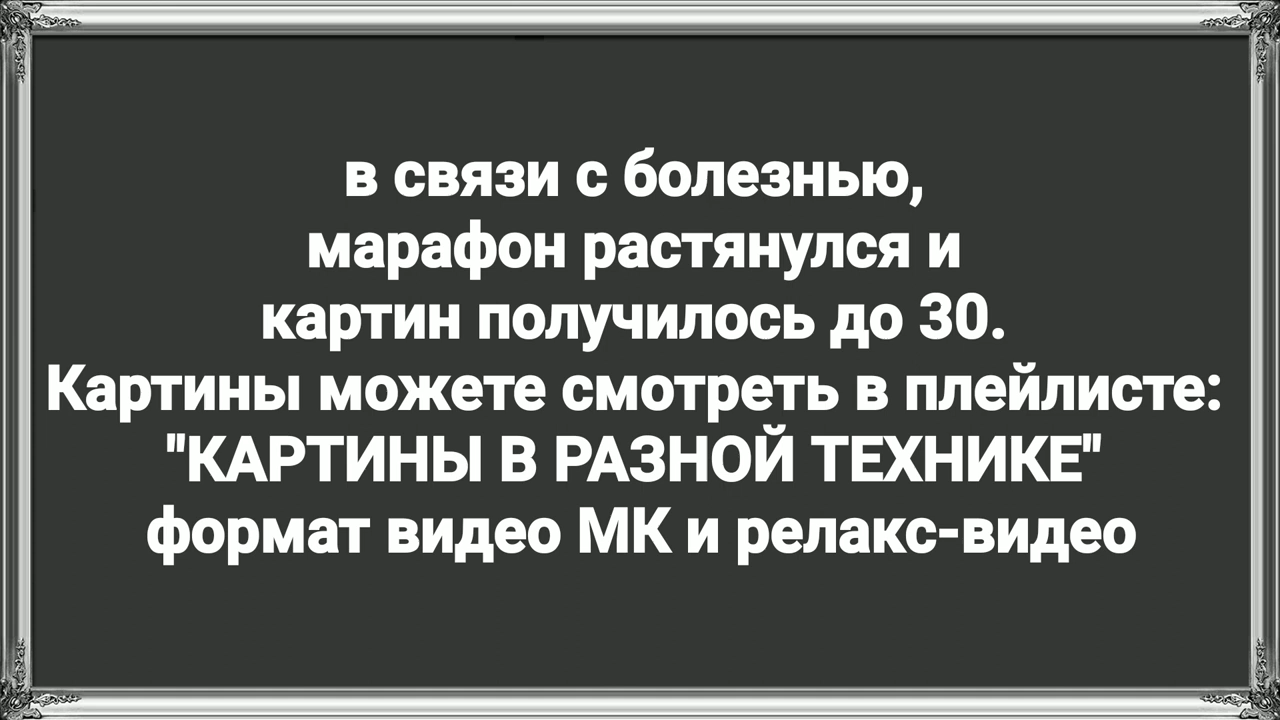 в связи с болезнью,
марафон растянулся и
картин получилось до 30.
Картины можете смотреть в плейлисте:
"КАРТИНЫ В РАЗНОЙ ТЕХНИКЕ"
формат видео МК и релакс-видео